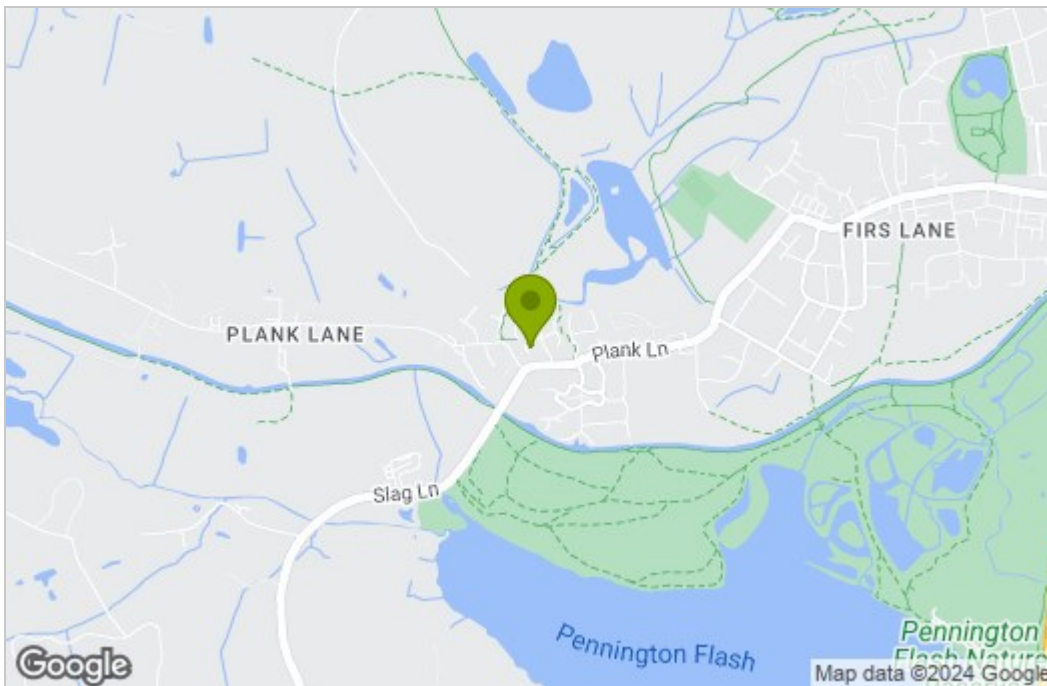 FIRS LANE
PLANK LANE
Plank Ln
Slag Ln
Pennington Flash
Pennington
Flash Nature
Google
Map data ©2024 Google